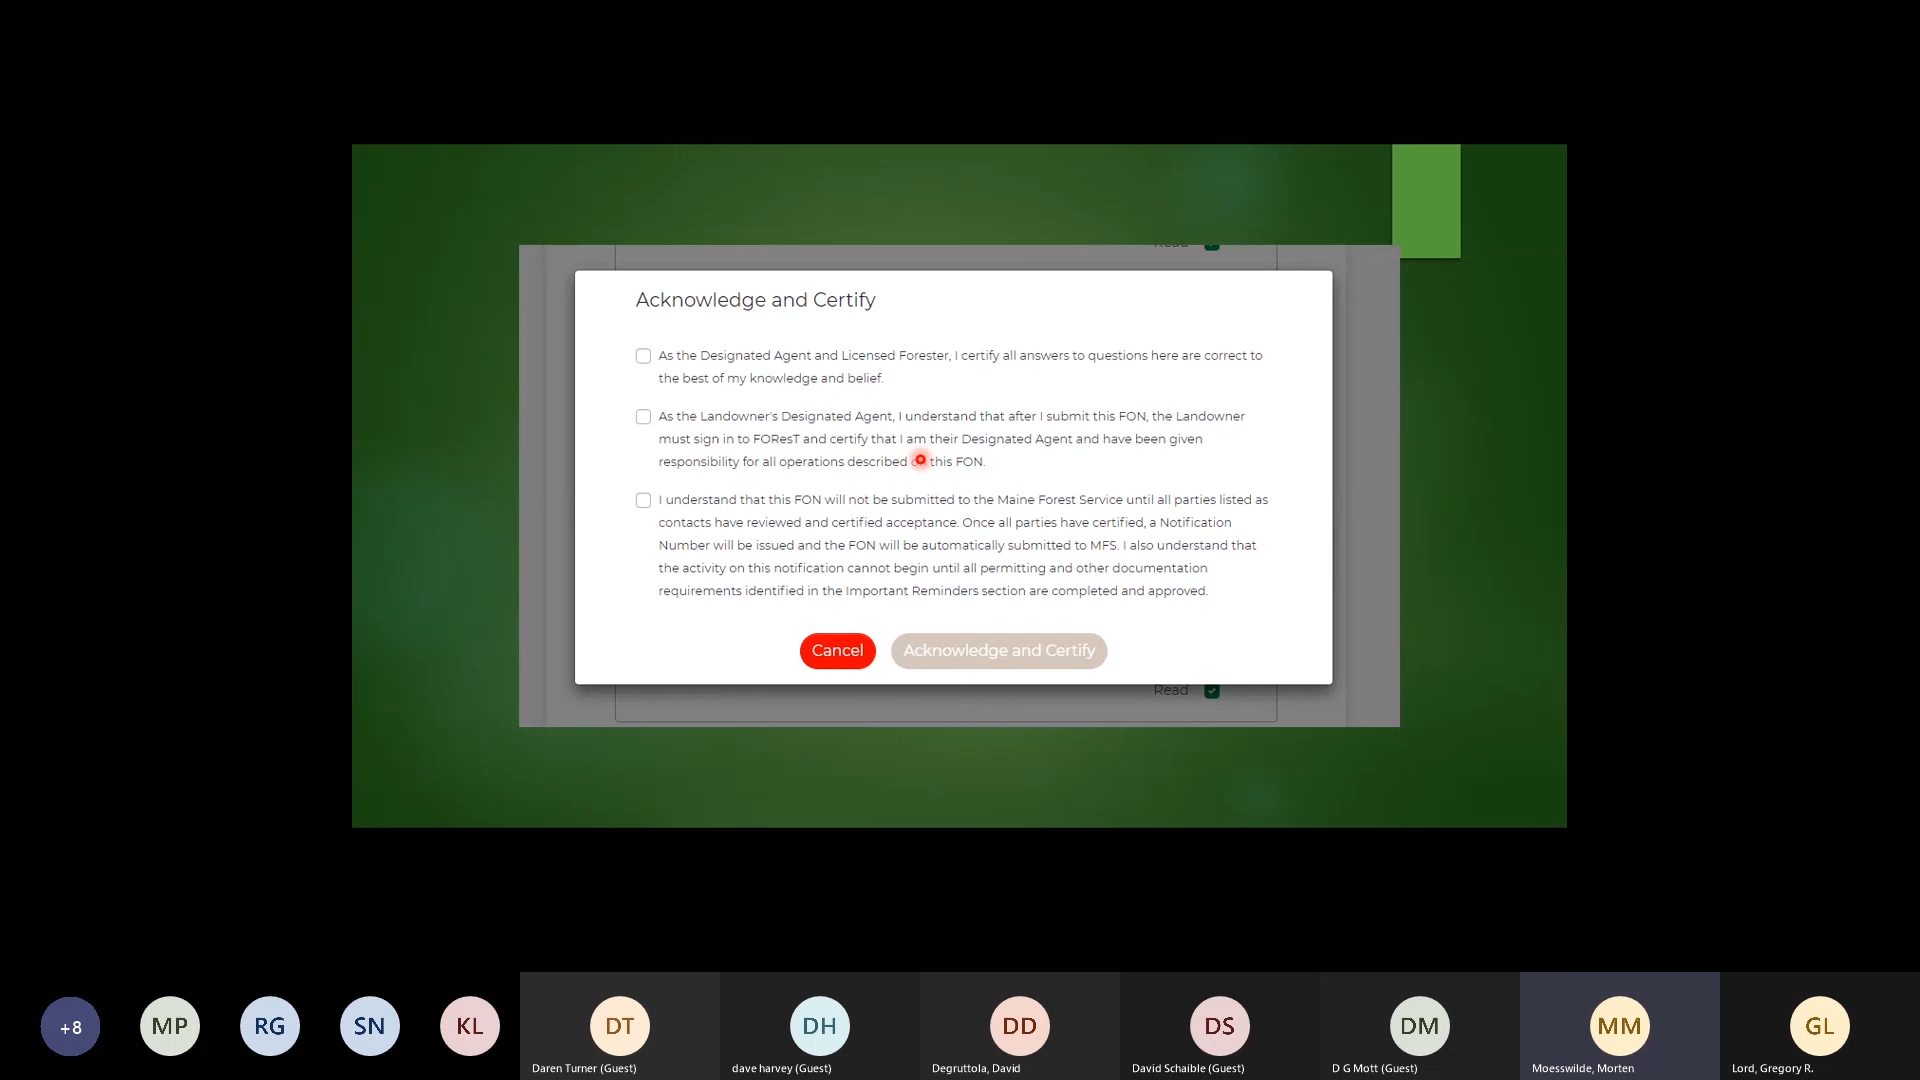 Read
Acknowledge and Certify
As the Designated Agent and Licensed Forester, I certify all answers to questions here are correct to
the best of my knowledge and belief.
As the Landowner's Designated Agent, I understand that after I submit this FON, the Landowner
must sign in to FOResT and certify that I am their Designated Agent and have been given
responsibility for all operations described this FON.
I understand that this FON will not be submitted to the Maine Forest Service until all parties listed as
contacts have reviewed and certified acceptance. Once all parties have certified, a Notification
Number will be issued and the FON will be automatically submitted to MFS. I also understand that
the activity on this notification cannot begin until all permitting and other documentation
requirements identified in the Important Reminders section are completed and approved.
Cancel Acknowledge and Certify
Read
+8 MP RG SN KL DT DH DD DS DM MM GL
Daren Turner (Guest) dave harvey (Guest) Degruttola, David David Schaible (Guest) D G Mott (Guest) Moesswilde, Morten Lord, Gregory R.